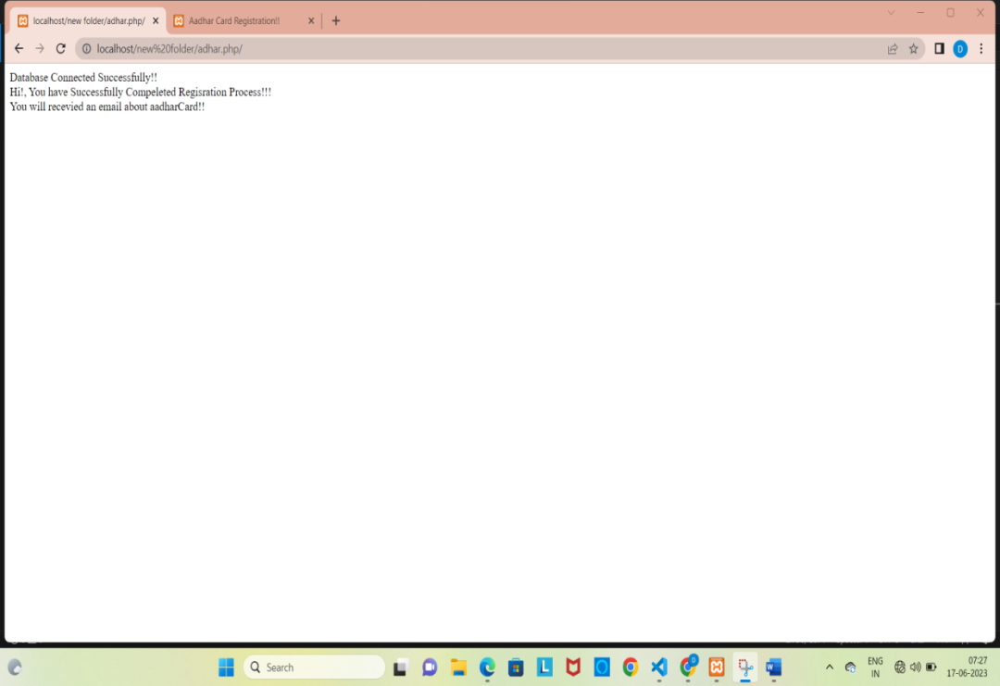 localhost/new folder/adhar.php/
Aadhar Card Registration!!
localhost/new%20folder/adhar.php/
D
Database Connected Successfully!!
Hi!, You have Successfully Compeleted Regisration Process!!!
You will recevied an email about aadharCard!!
Search
L
D
W
ENG
IN
07:27
17-06-2023